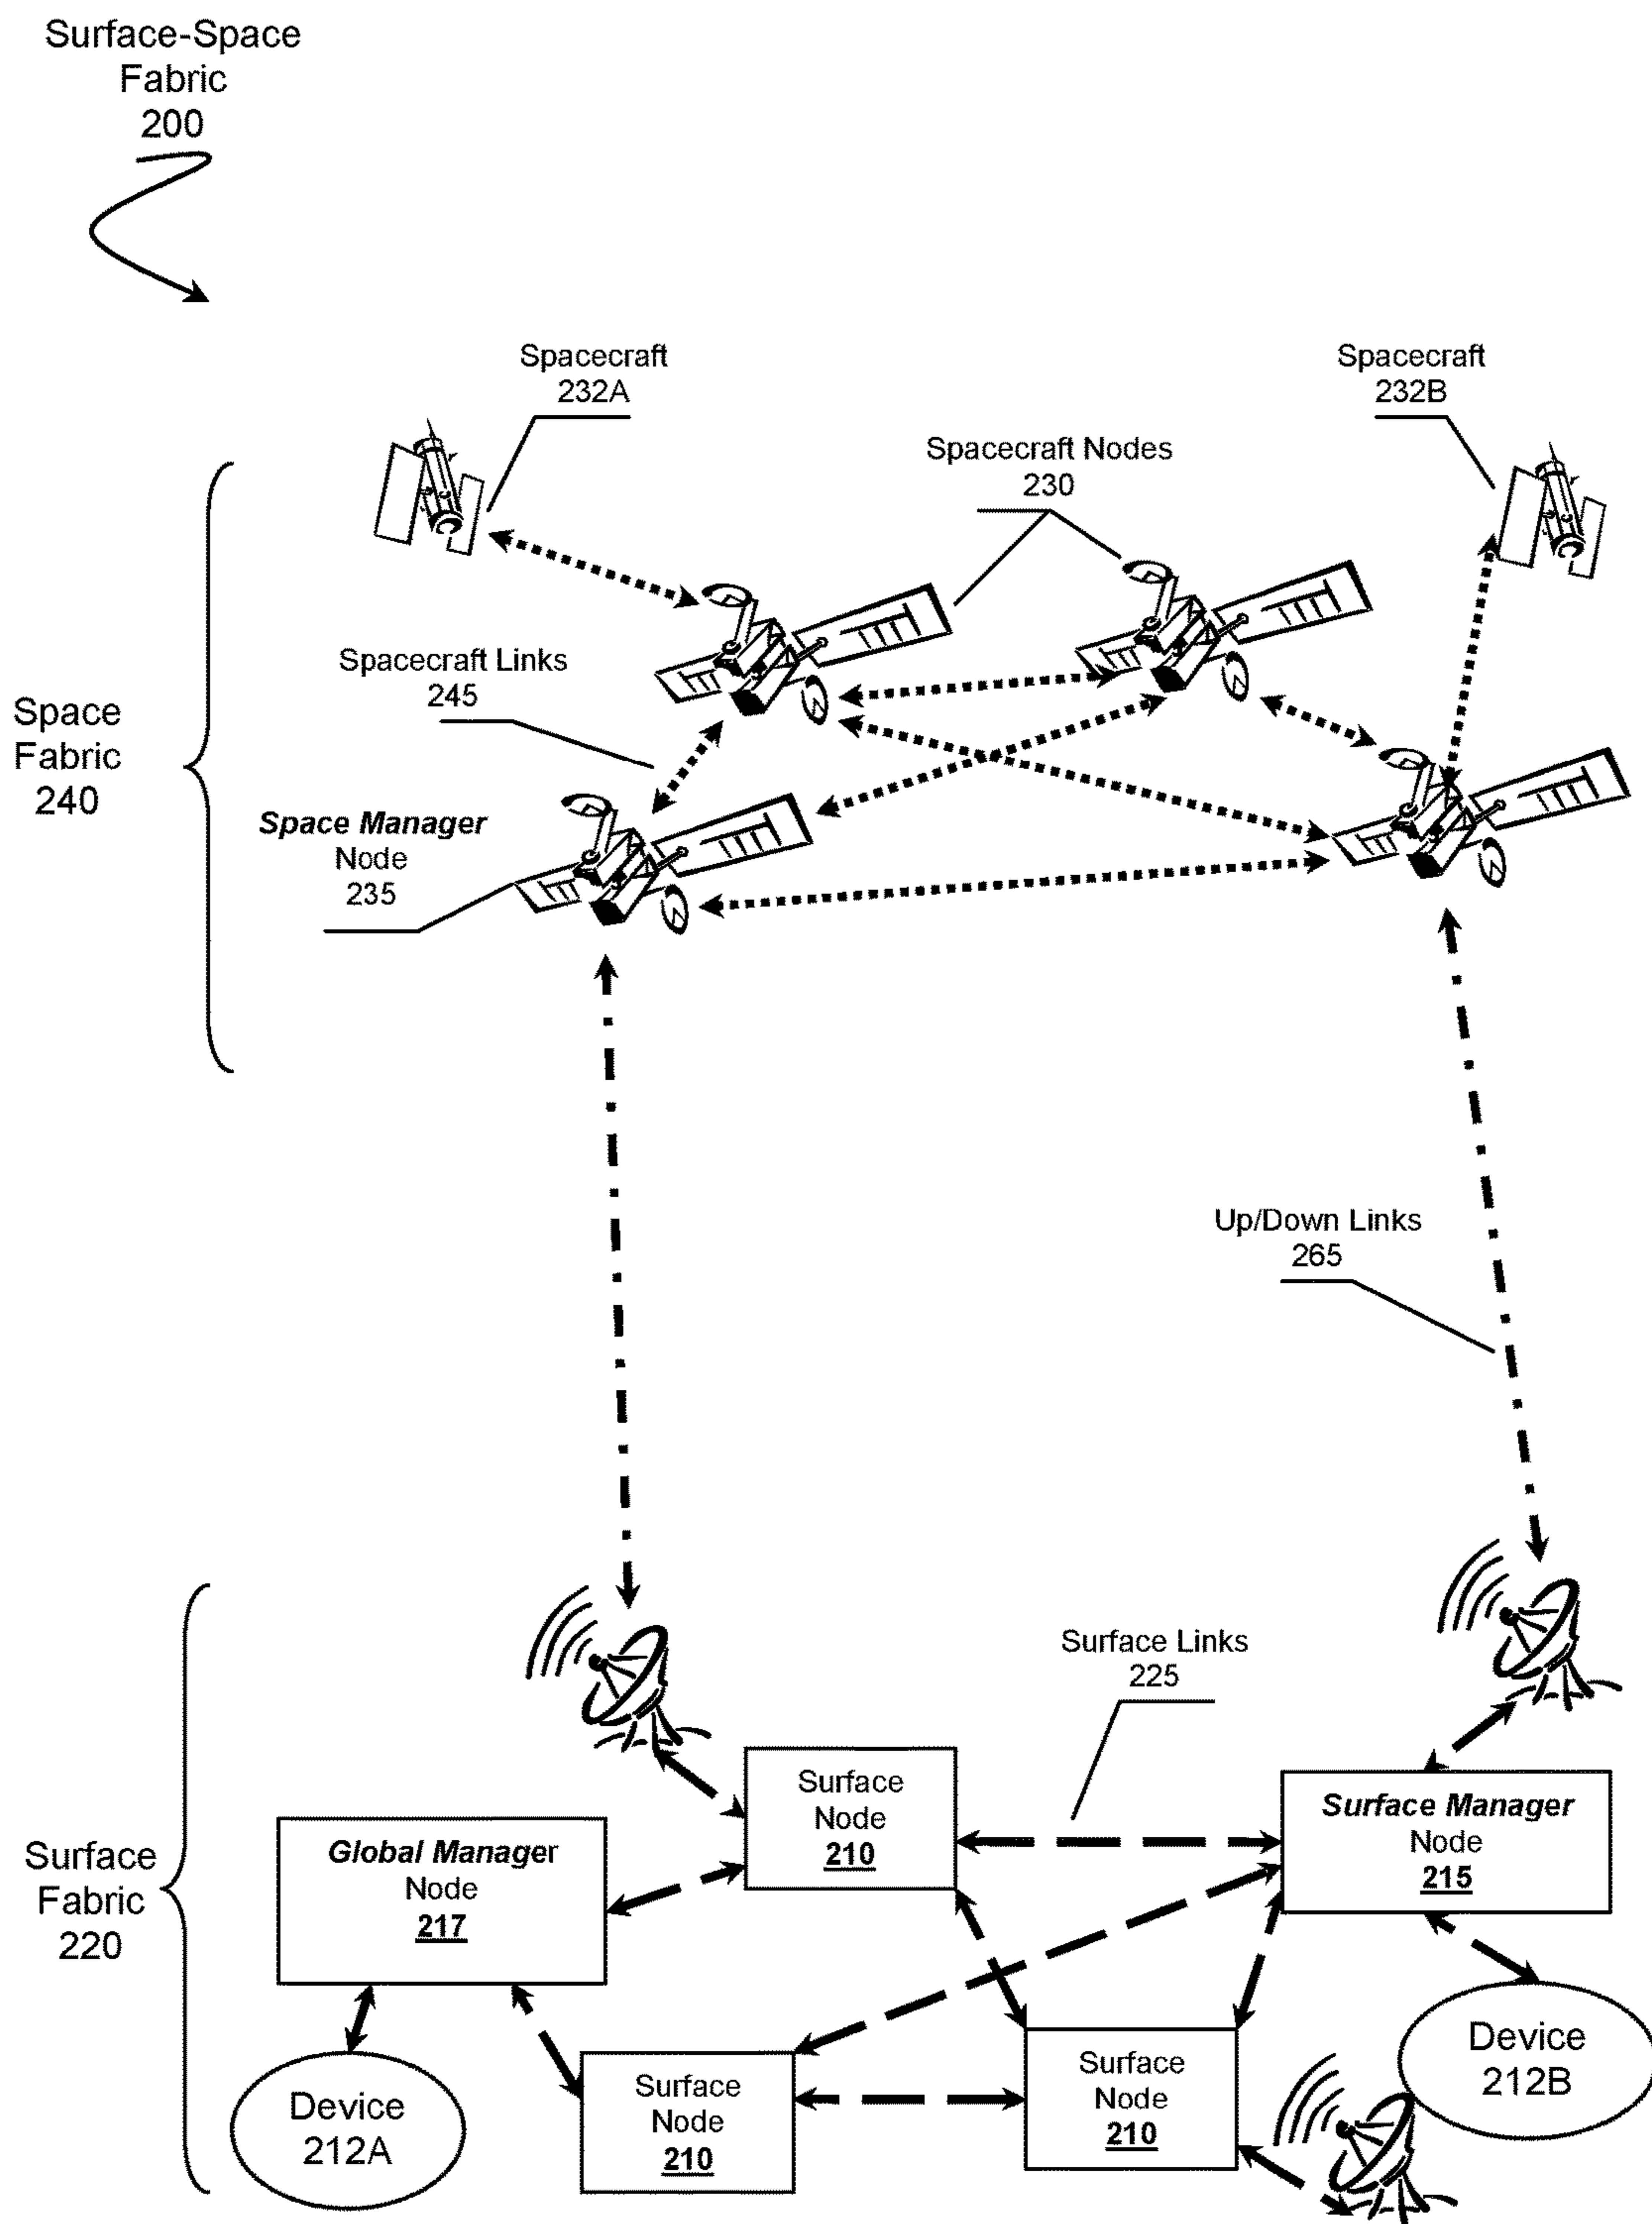 Surface-Space
Fabric
200
Spacecraft
232A
Spacecraft
232B
Spacecraft Nodes
230
Spacecraft Links
245
Space
Fabric
240
Space Manager
Node
235
Up/Down Links
265
Surface Links
225
Surface
Node
210
Surface Manager
Node
215
Global Manager
Node
217
Surface
Fabric
220
Device
212B
Surface
Node
210
Surface
Node
210
Device
212A